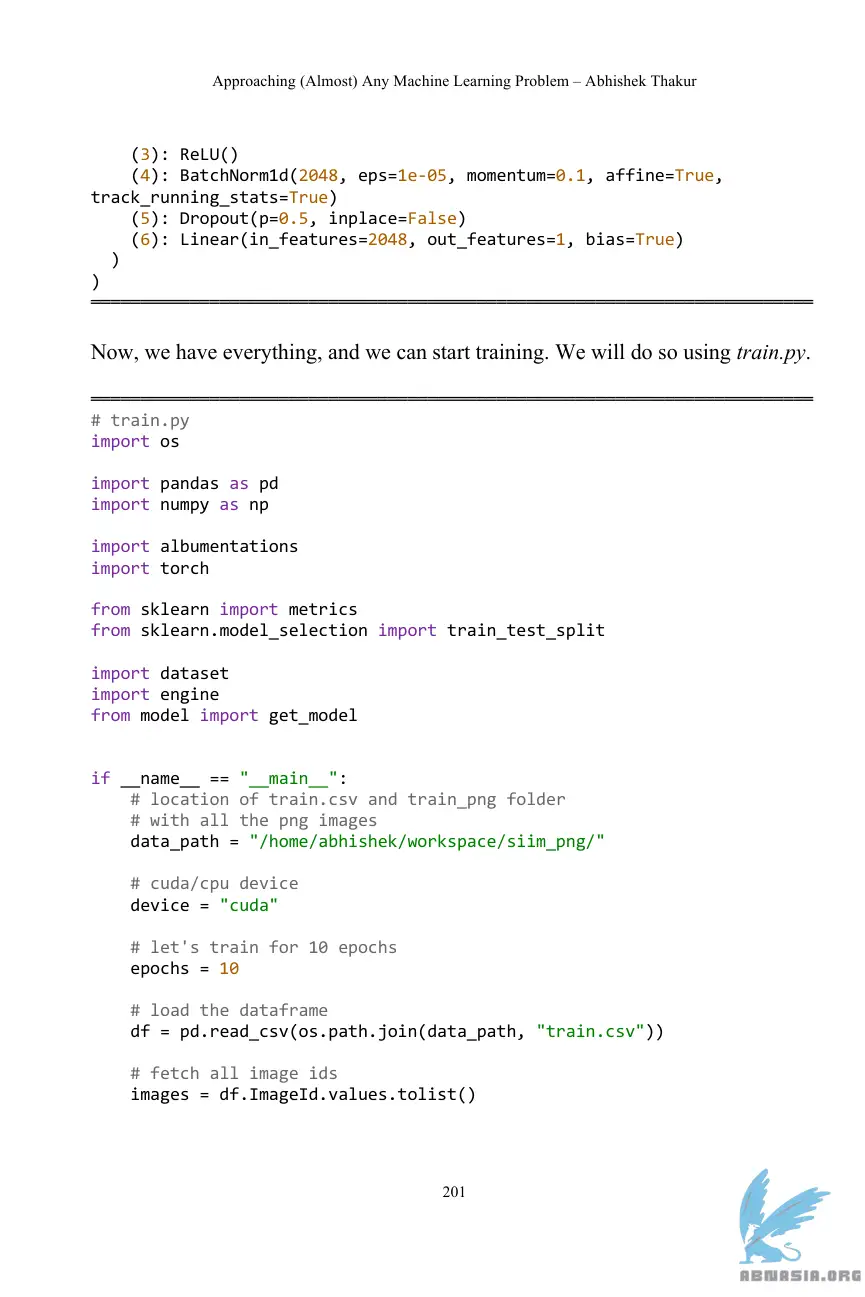 Approaching (Almost) Any Machine Learning Problem – Abhishek Thakur
    (3): ReLU()
    (4): BatchNorm1d(2048, eps=1e-05, momentum=0.1, affine=True,
track_running_stats=True)
    (5): Dropout(p=0.5, inplace=False)
    (6): Linear(in_features=2048, out_features=1, bias=True)
  )
)
Now, we have everything, and we can start training. We will do so using train.py.
# train.py
import os
import pandas as pd
import numpy as np
import albumentations
import torch
from sklearn import metrics
from sklearn.model_selection import train_test_split
import dataset
import engine
from model import get_model
if __name__ == "__main__":
    # location of train.csv and train_png folder
    # with all the png images
    data_path = "/home/abhishek/workspace/siim_png/"
    # cuda/cpu device
    device = "cuda"
    # let's train for 10 epochs
    epochs = 10
    # load the dataframe
    df = pd.read_csv(os.path.join(data_path, "train.csv"))
    # fetch all image ids
    images = df.ImageId.values.tolist()
201
ABNASIA.ORG